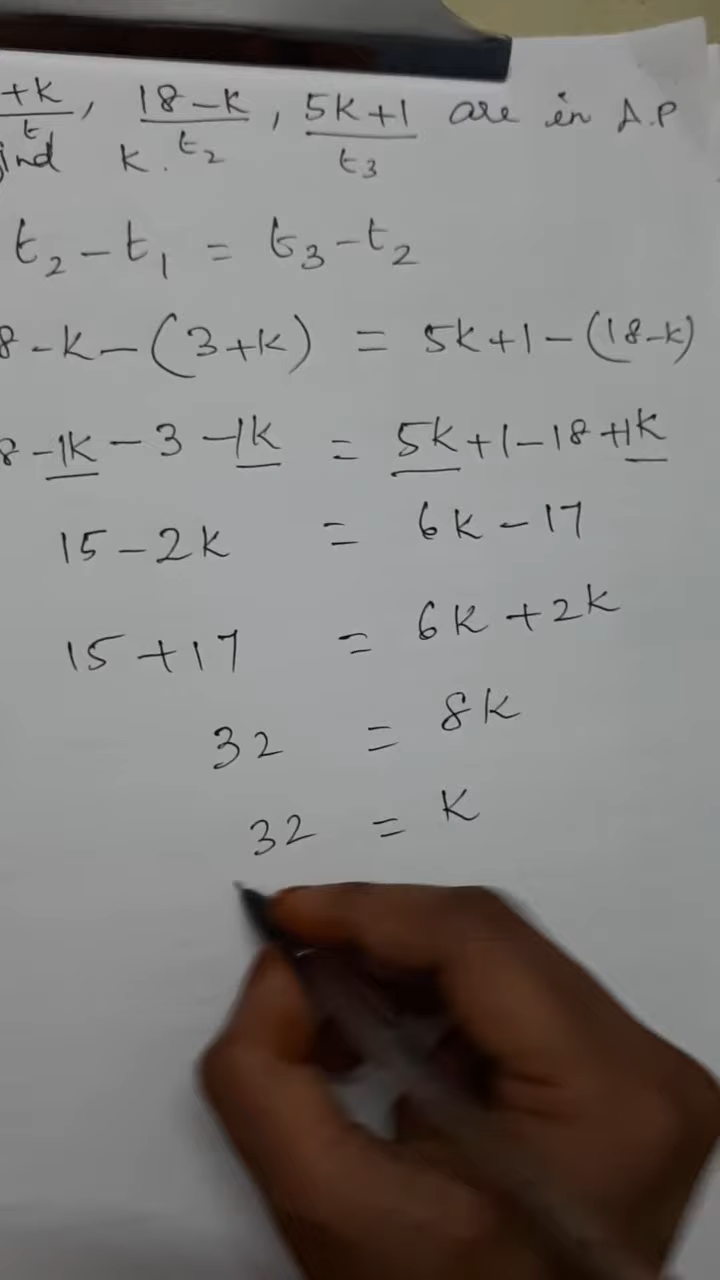 +k/t, 18-k/t2, 5k+1/t3 are in A.P
ind k.
t2 - t1 = t3 - t2
8 - k - (3+k) = 5k+1-(18-k)
8 - 1k - 3 - 1k = 5k+1-18+1k
15 - 2k = 6k - 17
15 + 17 = 6k + 2k
32 = 8k
32 = k